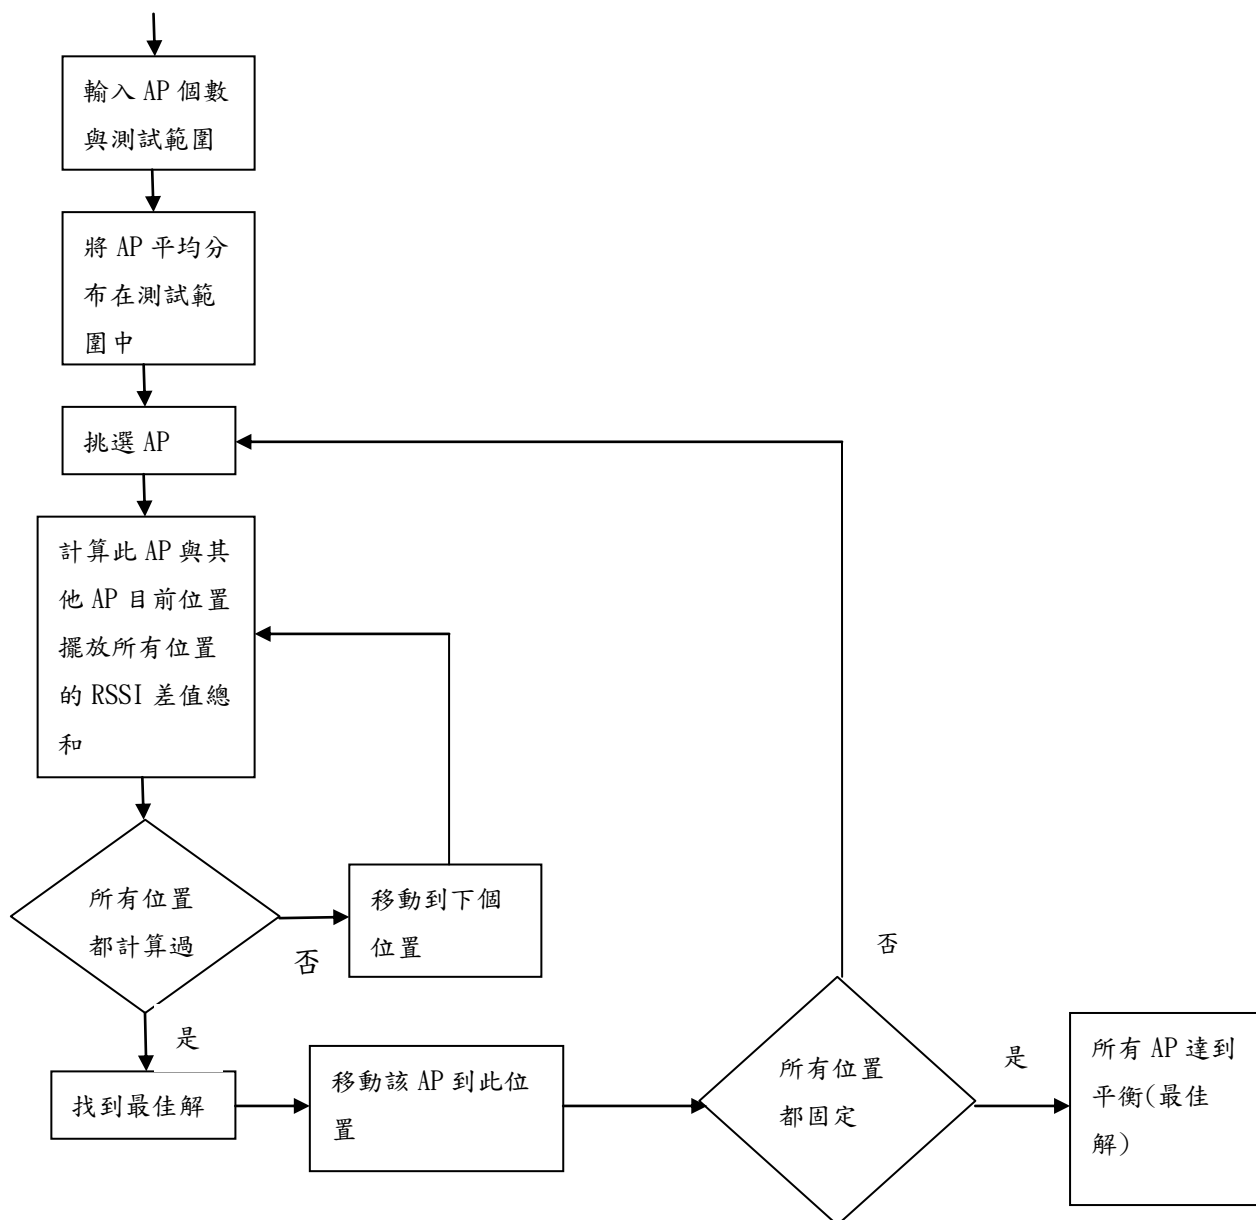 輸入 AP 個數
與測試範圍
將 AP 平均分
布在測試範
圍中
挑選 AP
計算此 AP 與其
他 AP 目前位置
擺放所有位置
的 RSSI 差值總
和
所有位置
都計算過
否
移動到下個
位置
是
找到最佳解
移動該 AP 到此位
置
所有位置
都固定
否
是
所有 AP 達到
平衡(最佳
解)